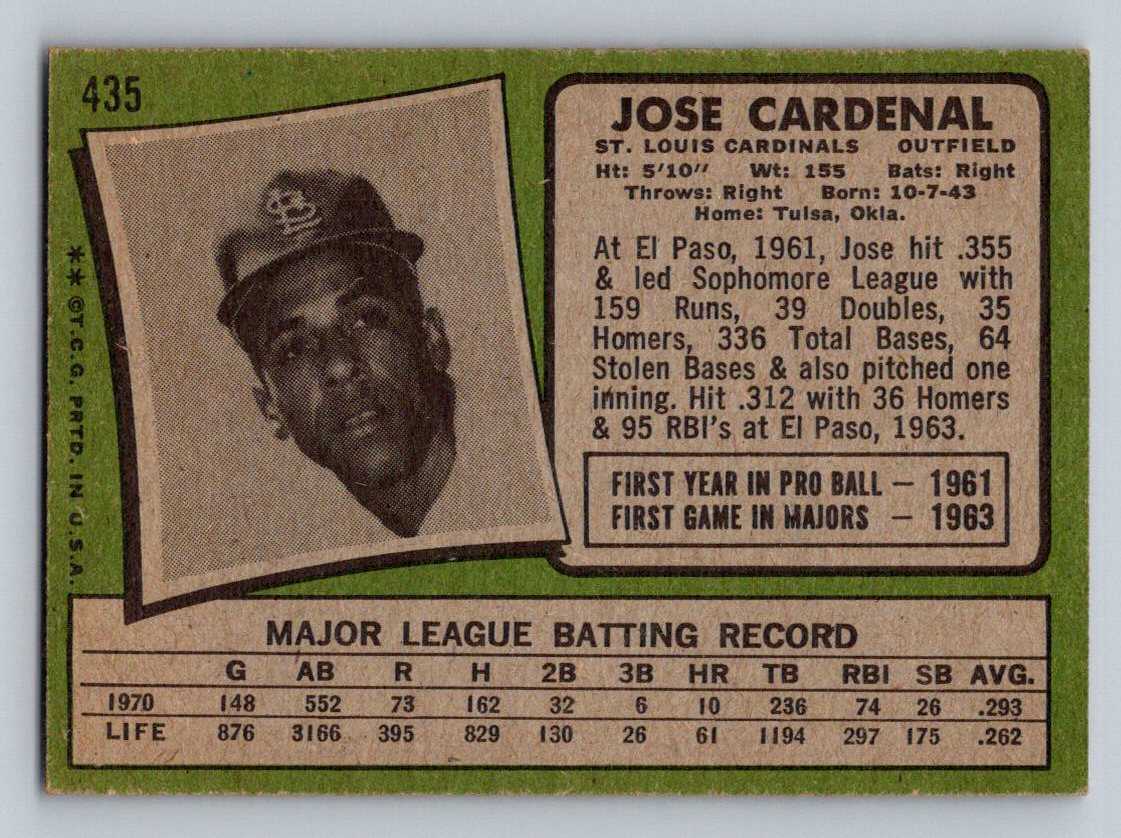 435
JOSE CARDENAL
ST. LOUIS CARDINALS OUTFIELD
Ht: 5'10" Wt: 155 Bats: Right
Throws: Right Born: 10-7-43
Home: Tulsa, Okla.
At El Paso, 1961, Jose hit .355
& led Sophomore League with
159 Runs, 39 Doubles, 35
Homers, 336 Total Bases, 64
Stolen Bases & also pitched one
inning. Hit .312 with 36 Homers
& 95 RBI's at El Paso, 1963.
FIRST YEAR IN PRO BALL — 1961
FIRST GAME IN MAJORS — 1963
** ©T.C.G. PRTD. IN U.S.A.
StL
MAJOR LEAGUE BATTING RECORD
G AB R H 2B 3B HR TB RBI SB AVG.
1970 148 552 73 162 32 6 10 236 74 26 .293
LIFE 876 3166 395 829 130 26 61 1194 297 175 .262